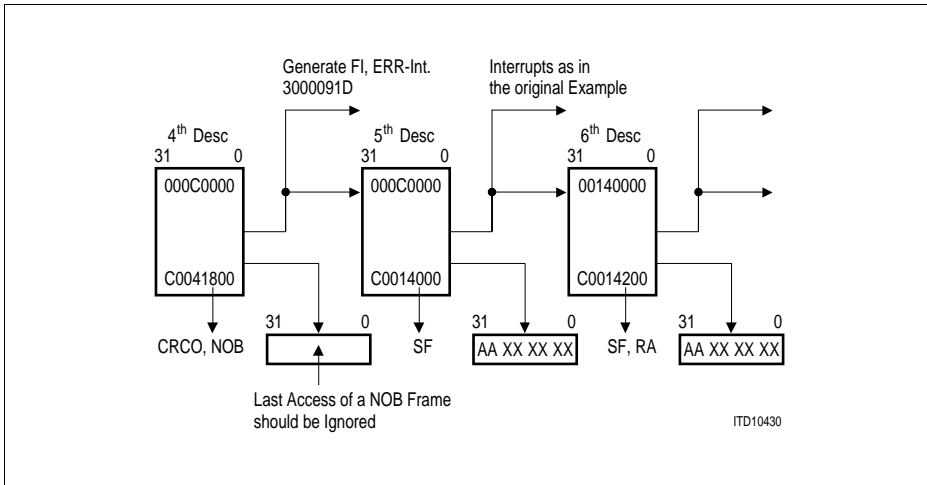 Generate FI, ERR-Int.
3000091D
Interrupts as in
the original Example
4th Desc
5th Desc
6th Desc
31 0
31 0
31 0
000C0000
000C0000
00140000
C0041800
C0014000
C0014200
CRCO, NOB
31 0
SF
31 0
SF, RA
31 0
AA XX XX XX
AA XX XX XX
Last Access of a NOB Frame
should be Ignored
ITD10430